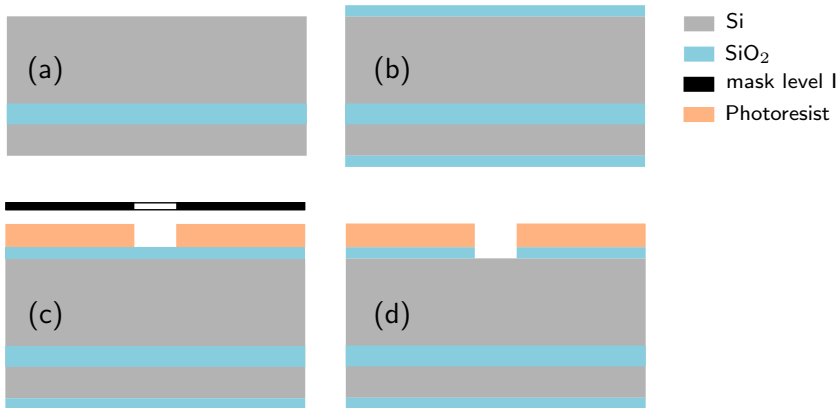 (a)
(b)
Si
SiO₂
mask level I
Photoresist
(c)
(d)